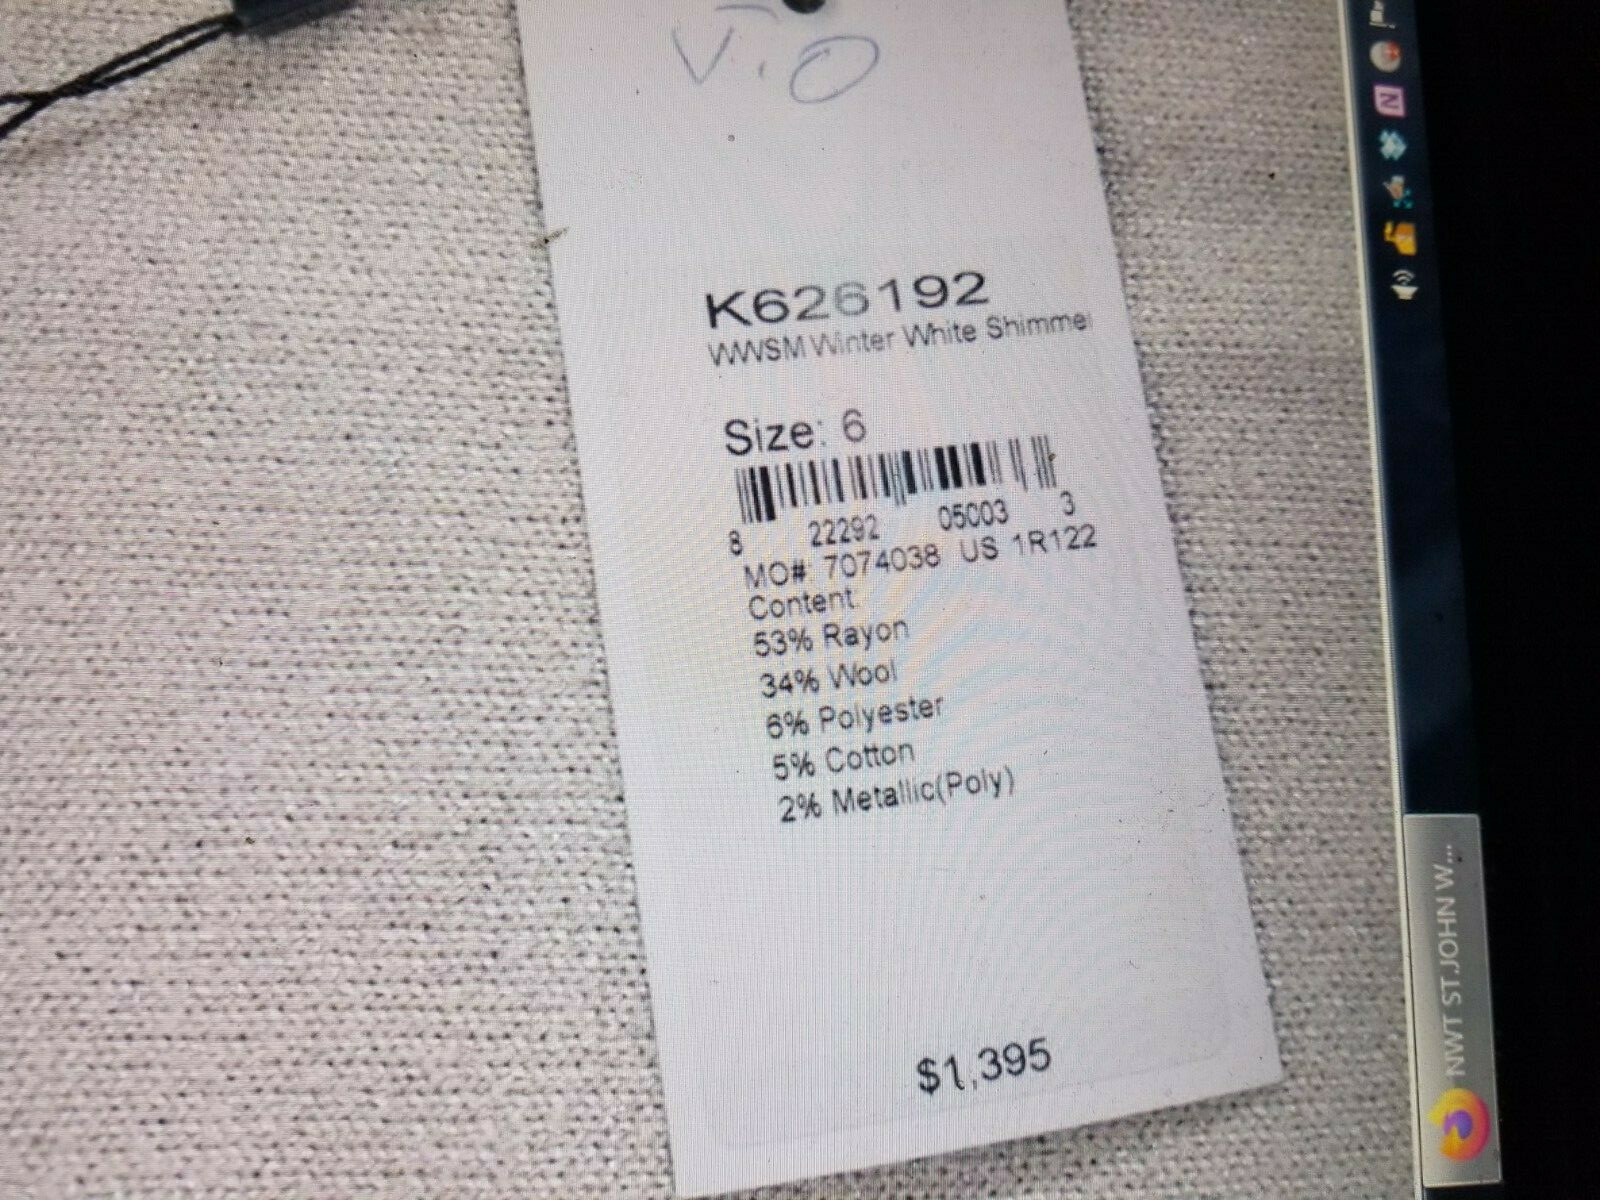 K626192
WWSM Winter White Shimme
Size: 6
8 22292 05003 3
MO#: 7074038 US 1R122
Content:
53% Rayon
34% Wool
6% Polyester
5% Cotton
2% Metallic(Poly)
$1,395
NWT ST.JOHN W...